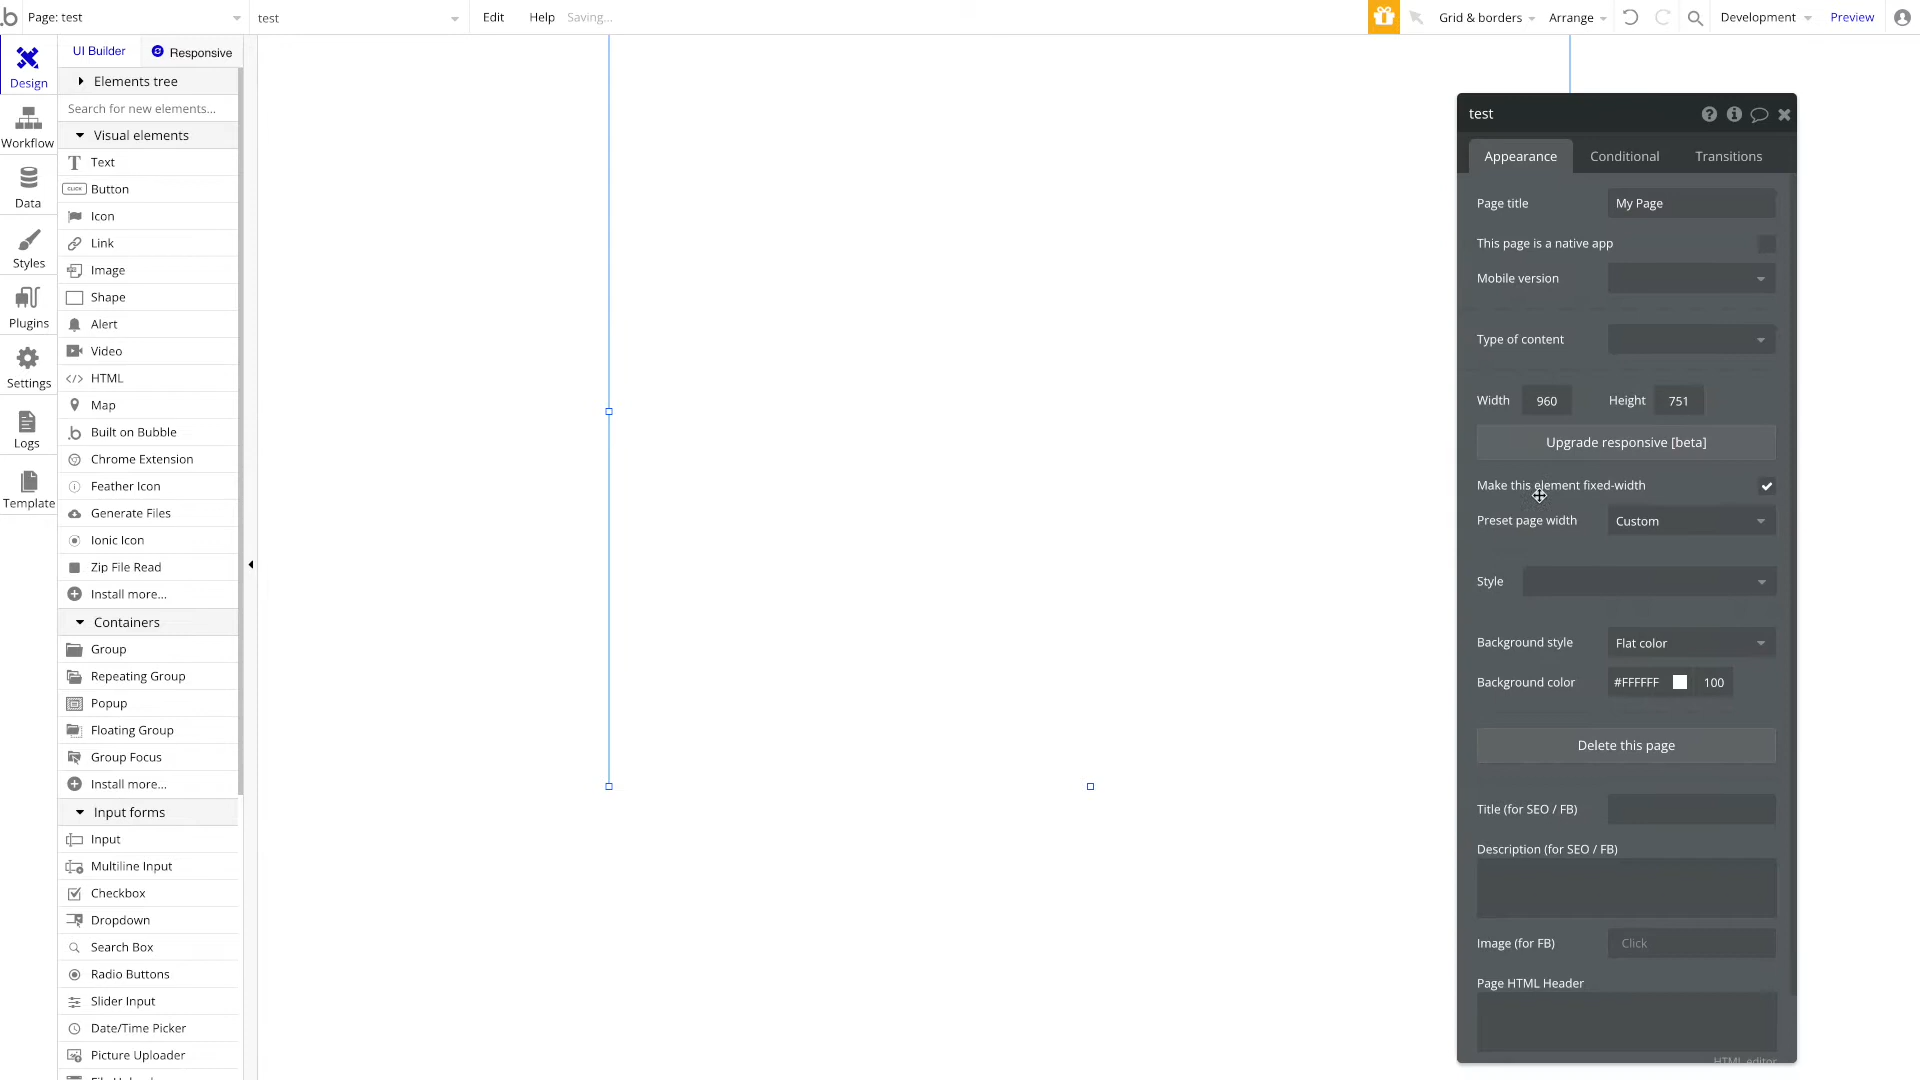 b Page: test test Edit Help Saving... Grid & borders Arrange Development Preview
UI Builder Responsive
Design
Workflow
Data
Styles
Plugins
Settings
Logs
Template
Elements tree
Search for new elements...
Visual elements
Text
CLICK Button
Icon
Link
Image
Shape
Alert
Video
</> HTML
Map
Built on Bubble
Chrome Extension
Feather Icon
Generate Files
Ionic Icon
Zip File Read
Install more...
Containers
Group
Repeating Group
Popup
Floating Group
Group Focus
Install more...
Input forms
Input
Multiline Input
Checkbox
Dropdown
Search Box
Radio Buttons
Slider Input
Date/Time Picker
Picture Uploader
test
Appearance Conditional Transitions
Page title My Page
This page is a native app
Mobile version
Type of content
Width 960 Height 751
Upgrade responsive [beta]
Make this element fixed-width
Preset page width Custom
Style
Background style Flat color
Background color #FFFFFF 100
Delete this page
Title (for SEO / FB)
Description (for SEO / FB)
Image (for FB) Click
Page HTML Header
HTML editor